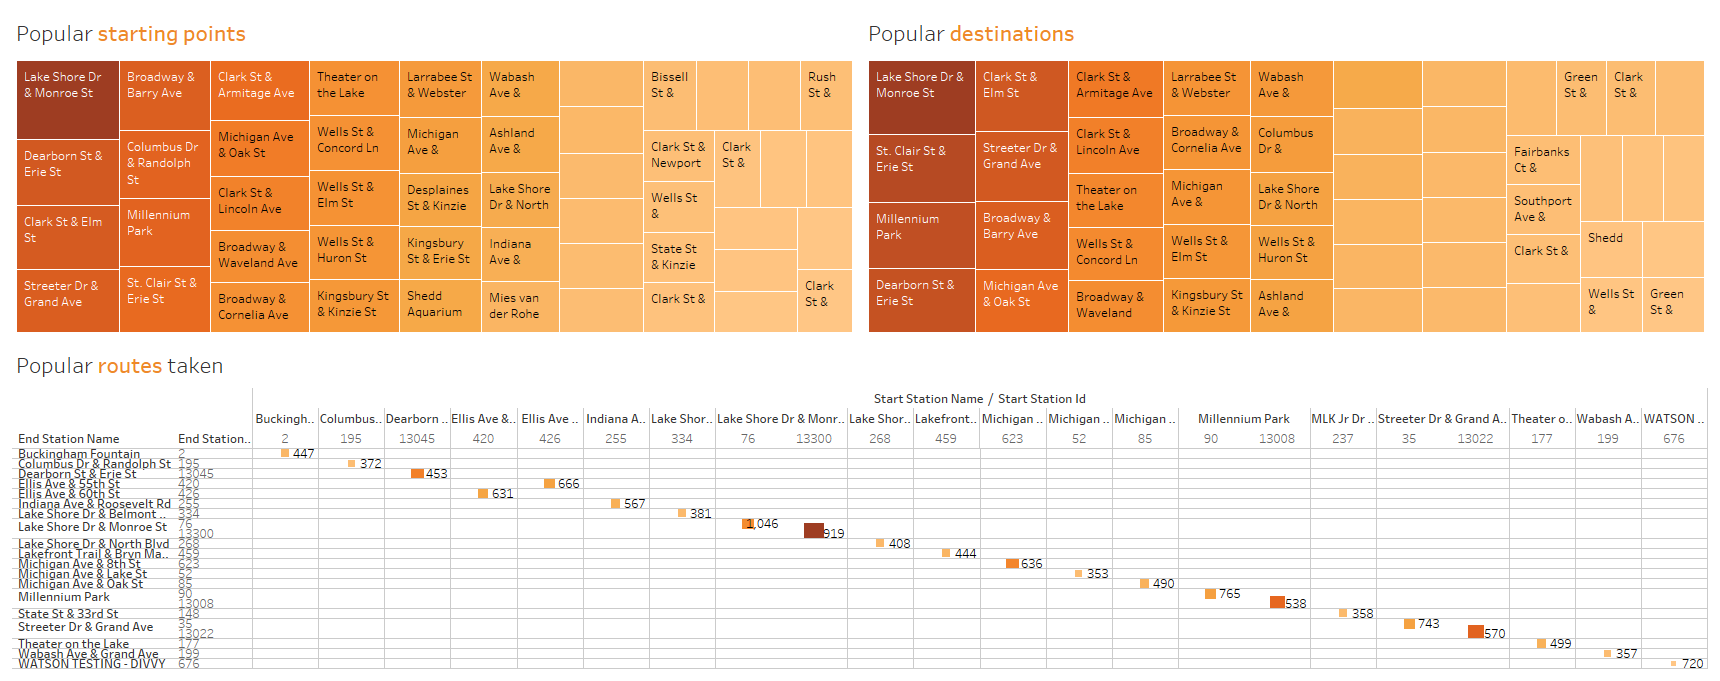 Popular starting points
Lake Shore Dr
& Monroe St
Dearborn St &
Erie St
Clark St & Elm
St
Streeter Dr &
Grand Ave
Broadway &
Barry Ave
Columbus Dr
& Randolph
St
Millennium
Park
St. Clair St &
Erie St
Clark St &
Armitage Ave
Michigan Ave
& Oak St
Clark St &
Lincoln Ave
Broadway &
Waveland Ave
Broadway &
Cornelia Ave
Theater on
the Lake
Wells St &
Concord Ln
Wells St &
Elm St
Wells St &
Huron St
Kingsbury St
& Kinzie St
Larrabee St
& Webster
Michigan
Ave &
Desplaines
St & Kinzie
Kingsbury
St & Erie St
Shedd
Aquarium
Wabash
Ave &
Ashland
Ave &
Lake Shore
Dr & North
Indiana
Ave &
Mies van
der Rohe
Bissell
St &
Rush
St &
Clark St &
Newport
Clark
St &
Wells St
&
State St
& Kinzie
Clark St &
Clark
St &
Popular destinations
Lake Shore Dr &
Monroe St
St. Clair St &
Erie St
Millennium
Park
Dearborn St &
Erie St
Clark St &
Elm St
Streeter Dr &
Grand Ave
Broadway &
Barry Ave
Michigan Ave
& Oak St
Clark St &
Armitage Ave
Clark St &
Lincoln Ave
Theater on
the Lake
Wells St &
Concord Ln
Broadway &
Waveland
Larrabee St
& Webster
Broadway &
Cornelia Ave
Michigan
Ave &
Wells St &
Elm St
Kingsbury St
& Kinzie St
Wabash
Ave &
Columbus
Dr &
Lake Shore
Dr & North
Wells St &
Huron St
Ashland
Ave &
Green
St &
Clark
St &
Fairbanks
Ct &
Southport
Ave &
Clark St &
Shedd
Wells St
&
Green
St &
Popular routes taken
Start Station Name / Start Station Id
Buckingh.. Columbus.. Dearborn .. Ellis Ave &.. Ellis Ave .. Indiana A.. Lake Shor.. Lake Shore Dr & Monr.. Lake Shor.. Lakefront.. Michigan .. Michigan .. Michigan .. Millennium Park MLK Jr Dr .. Streeter Dr & Grand A.. Theater o.. Wabash A.. WATSON ..
End Station Name End Station.. 2 195 13045 420 426 255 334 76 13300 268 459 623 52 85 90 13008 237 35 13022 177 199 676
Buckingham Fountain 2 447
Columbus Dr & Randolph St 195 372
Dearborn St & Erie St 13045 453
Ellis Ave & 55th St 420 666
Ellis Ave & 60th St 426 631
Indiana Ave & Roosevelt Rd 255 567
Lake Shore Dr & Belmont .. 334 381
Lake Shore Dr & Monroe St 76 1,046
13300 919
Lake Shore Dr & North Blvd 268 408
Lakefront Trail & Bryn Ma.. 459 444
Michigan Ave & 8th St 623 636
Michigan Ave & Lake St 52 353
Michigan Ave & Oak St 85 490
Millennium Park 90 765
13008 538
State St & 33rd St 148 358
Streeter Dr & Grand Ave 35 743
13022 570
Theater on the Lake 177 499
Wabash Ave & Grand Ave 199 357
WATSON TESTING - DIVVY 676 720